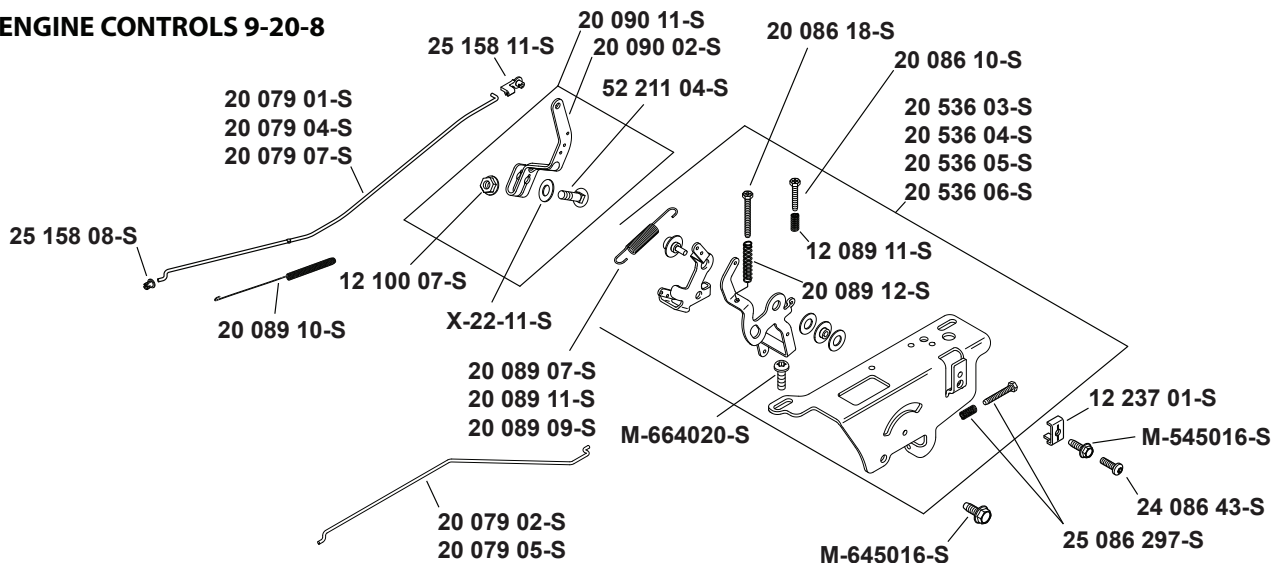 ENGINE CONTROLS 9-20-8
20 090 11-S
20 090 02-S
25 158 11-S
52 211 04-S
20 086 18-S
20 086 10-S
20 079 01-S
20 079 04-S
20 079 07-S
20 536 03-S
20 536 04-S
20 536 05-S
20 536 06-S
25 158 08-S
12 089 11-S
12 100 07-S
20 089 12-S
20 089 10-S
X-22-11-S
20 089 07-S
20 089 11-S
20 089 09-S
M-664020-S
12 237 01-S
M-545016-S
24 086 43-S
25 086 297-S
M-645016-S
20 079 02-S
20 079 05-S